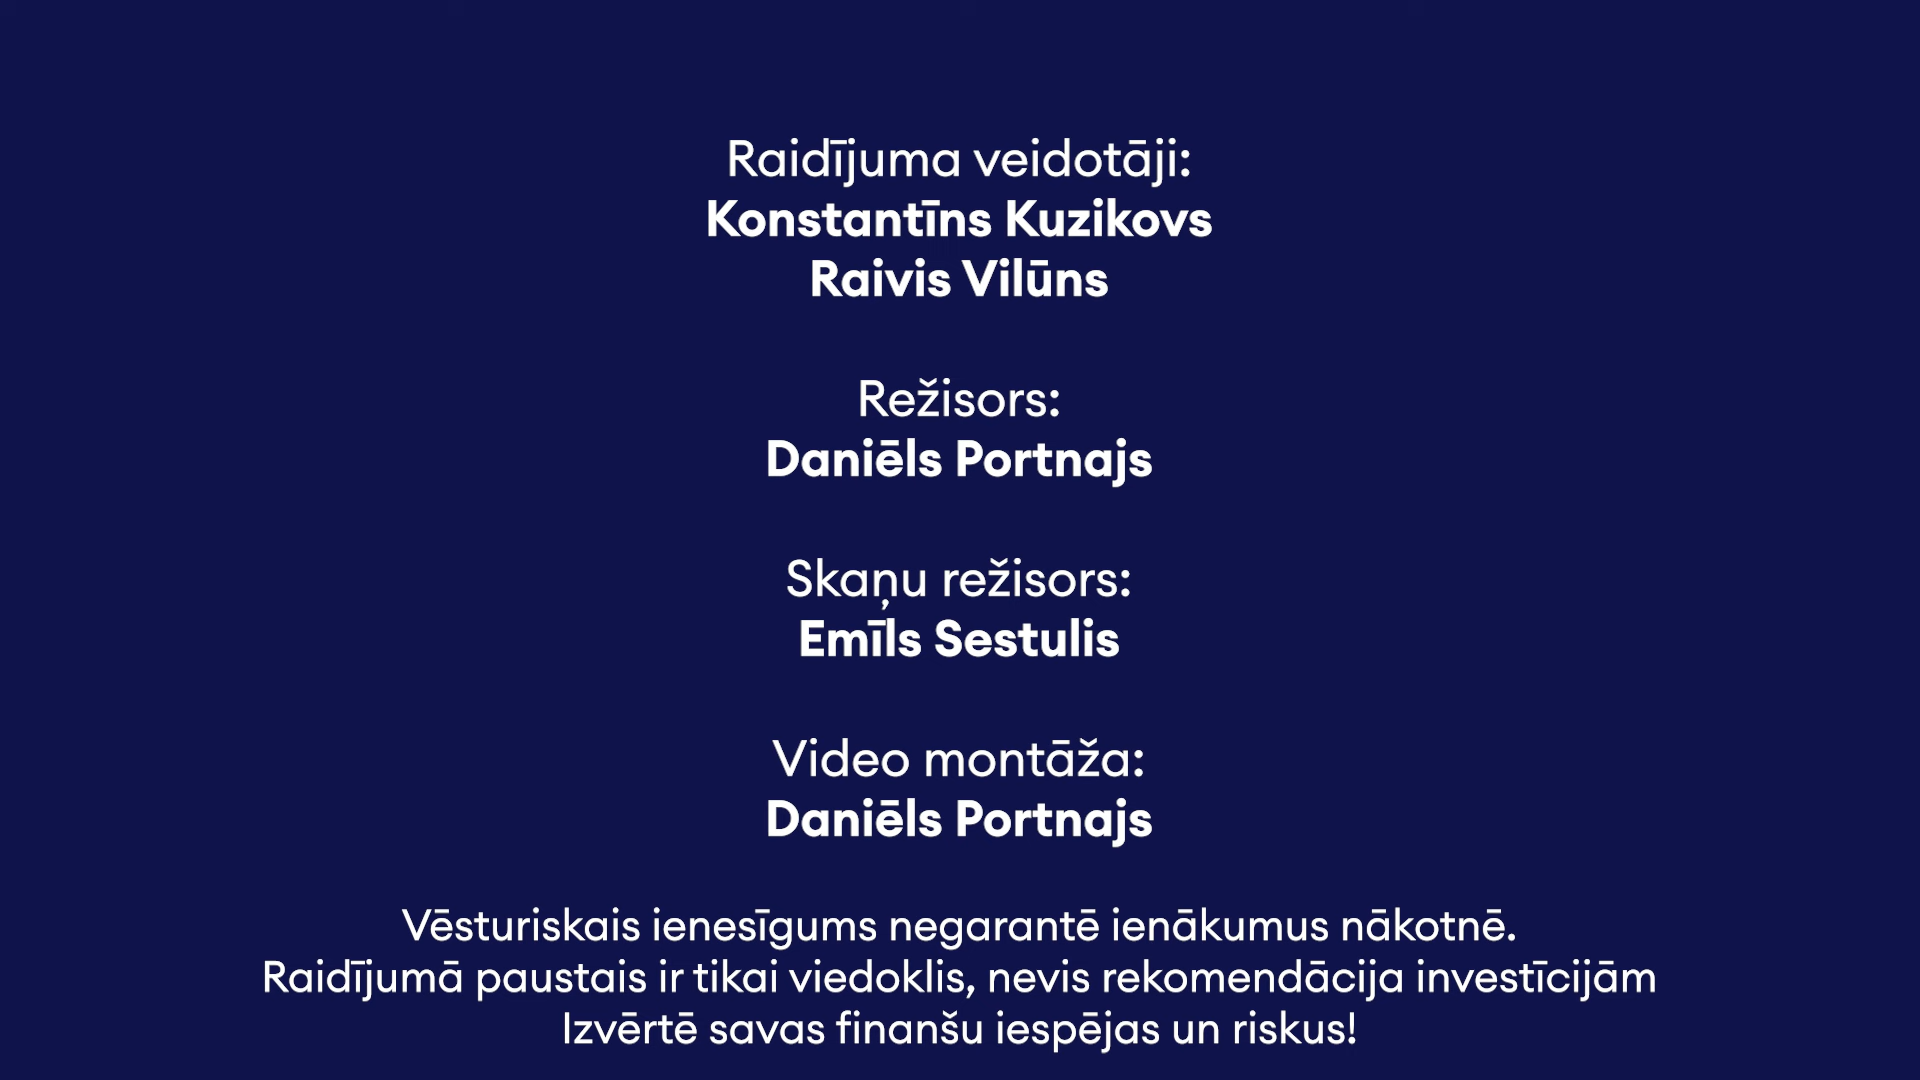 Raidījuma veidotāji:
Konstantīns Kuzikovs
Raivis Vilūns
Režisors:
Daniēls Portnajs
Skaņu režisors:
Emīls Sestulis
Video montāža:
Daniēls Portnajs
Vēsturiskais ienesīgums negarantē ienākumus nākotnē.
Raidījumā paustais ir tikai viedoklis, nevis rekomendācija investīcijām
Izvērtē savas finanšu iespējas un riskus!